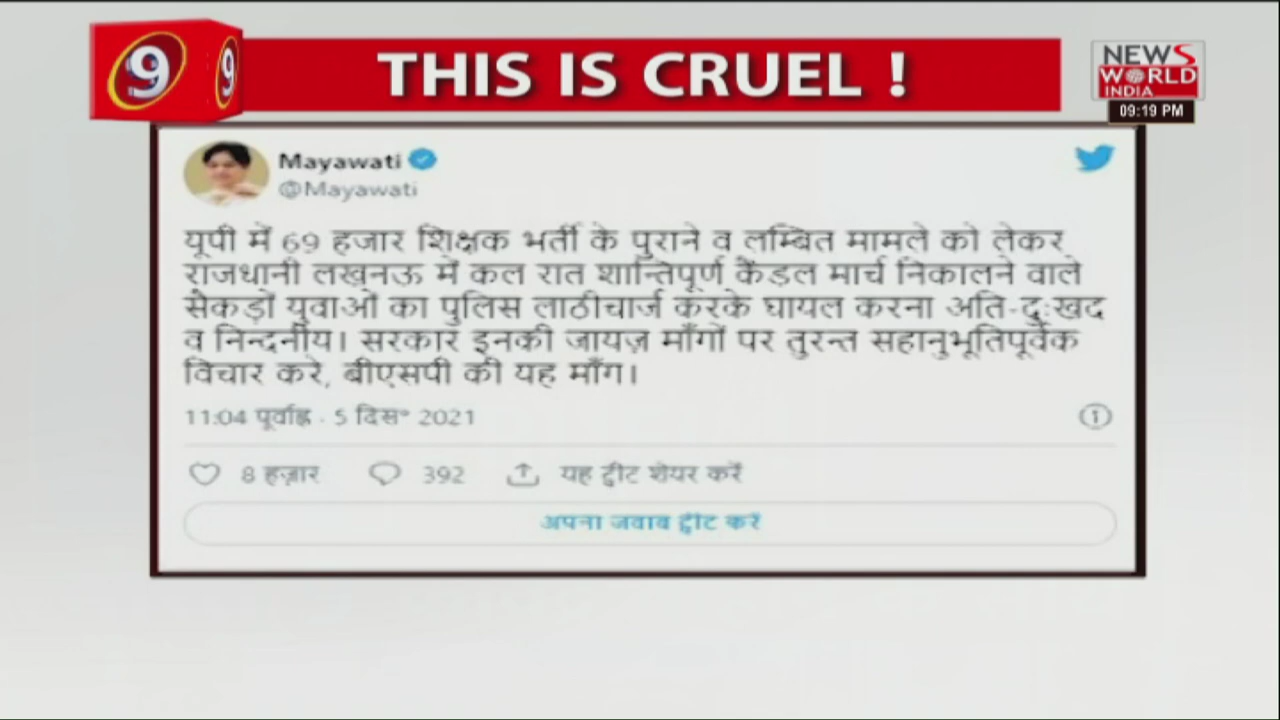 9
9
THIS IS CRUEL !
NEWS
WORLD
INDIA
09:19 PM
Mayawati
@Mayawati
यूपी में 69 हजार शिक्षक भर्ती के पुराने व लम्बित मामले को लेकर
राजधानी लखनऊ में कल रात शान्तिपूर्ण कैंडल मार्च निकालने वाले
सैकड़ों युवाओं का पुलिस लाठीचार्ज करके घायल करना अति-दुःखद
व निन्दनीय। सरकार इनकी जायज़ माँगों पर तुरन्त सहानुभूतिपूर्वक
विचार करे, बीएसपी की यह माँग।
11:04 पूर्वाह्न · 5 दिस॰ 2021
8 हज़ार 392 यह ट्वीट शेयर करें
अपना जवाब ट्वीट करें